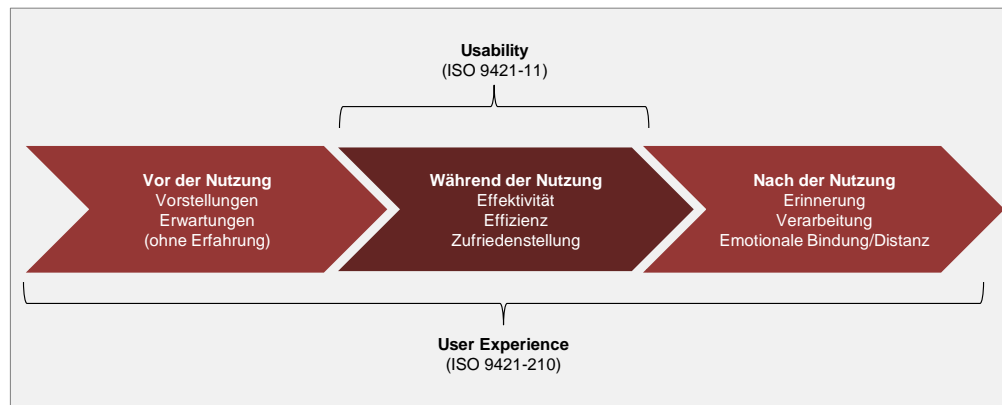 Usability
(ISO 9421-11)
Vor der Nutzung
Vorstellungen
Erwartungen
(ohne Erfahrung)
Während der Nutzung
Effektivität
Effizienz
Zufriedenstellung
Nach der Nutzung
Erinnerung
Verarbeitung
Emotionale Bindung/Distanz
User Experience
(ISO 9421-210)